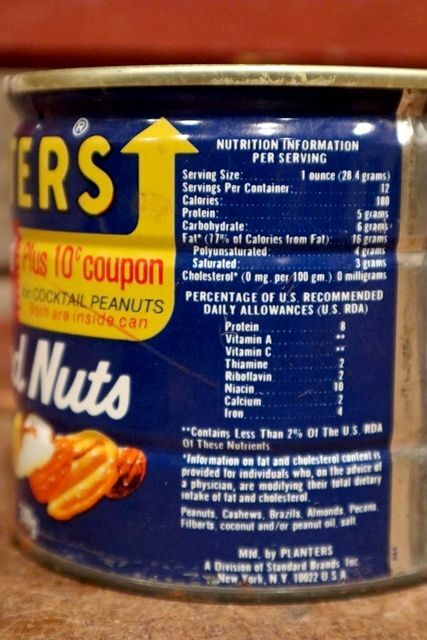 ERS®
Plus 10¢ coupon
COCKTAIL PEANUTS
Both are inside can
d Nuts
NUTRITION INFORMATION
PER SERVING
Serving Size: 1 ounce (28.4 grams)
Servings Per Container: 12
Calories: 180
Protein: 5 grams
Carbohydrate: 6 grams
Fat* (77% of Calories from Fat): 16 grams
Polyunsaturated: 4 grams
Saturated: 3 grams
Cholesterol* (0 mg. per 100 gm.) 0 milligrams
PERCENTAGE OF U.S. RECOMMENDED
DAILY ALLOWANCES (U.S. RDA)
Protein 8
Vitamin A **
Vitamin C **
Thiamine 2
Riboflavin 2
Niacin 10
Calcium 2
Iron 4
**Contains Less Than 2% Of The U.S. RDA
Of These Nutrients.
*Information on fat and cholesterol content is
provided for individuals who, on the advice of
a physician, are modifying their total dietary
intake of fat and cholesterol.
Peanuts, Cashews, Brazils, Almonds, Pecans,
Filberts, coconut and/or peanut oil, salt
Mfd. by PLANTERS
A Division of Standard Brands Inc.
New York, N.Y. 10022 U.S.A.